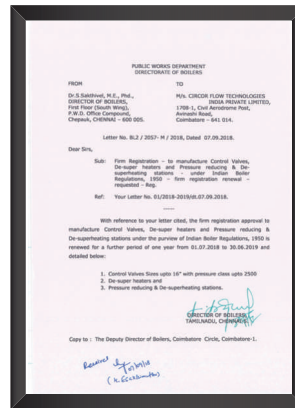 PUBLIC WORKS DEPARTMENT
DIRECTORATE OF BOILERS
FROM
Dr.S.Sakthivel, M.E., Phd.,
DIRECTOR OF BOILERS,
First Floor (South Wing),
P.W.D. Office Compound,
Chepauk, CHENNAI – 600 005.
TO
M/s. CIRCOR FLOW TECHNOLOGIES
INDIA PRIVATE LIMITED,
1708-1, Civil Aerodrome Post,
Avinashi Road,
Coimbatore – 641 014.
Letter No. BL2 / 2057- M / 2018, Dated 07.09.2018.
Dear Sirs,
Sub: Firm Registration – to manufacture Control Valves,
De-super heaters and Pressure reducing & De-
superheating stations - under Indian Boiler
Regulations, 1950 – firm registration renewal –
requested – Reg.
Ref: Your Letter No. 01/2018-2019/dt.07.09.2018.
-----
With reference to your letter cited, the firm registration approval to
manufacture Control Valves, De-super heaters and Pressure reducing &
De-superheating stations under the purview of Indian Boiler Regulations, 1950 is
renewed for a further period of one year from 01.07.2018 to 30.06.2019 and
detailed below:
1. Control Valves Sizes upto 16" with pressure class upto 2500
2. De-super heaters and
3. Pressure reducing & De-superheating stations.
DIRECTOR OF BOILERS,
TAMILNADU, CHENNAI-5.
Copy to : The Deputy Director of Boilers, Coimbatore Circle, Coimbatore-1.
Received